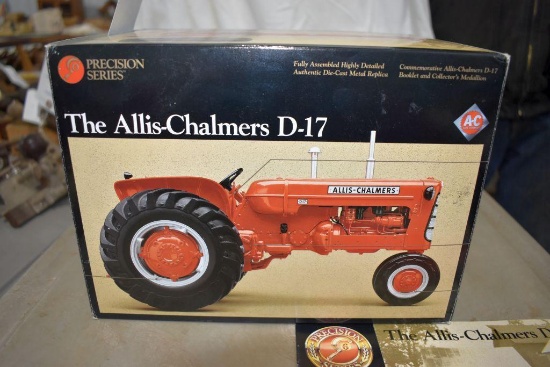 PRECISION
SERIES™
Fully Assembled Highly Detailed
Authentic Die-Cast Metal Replica
Commemorative Allis-Chalmers D-17
Booklet and Collector's Medallion
A-C
The Allis-Chalmers D-17
ALLIS-CHALMERS
The Allis-Chalmers D
PRECISION